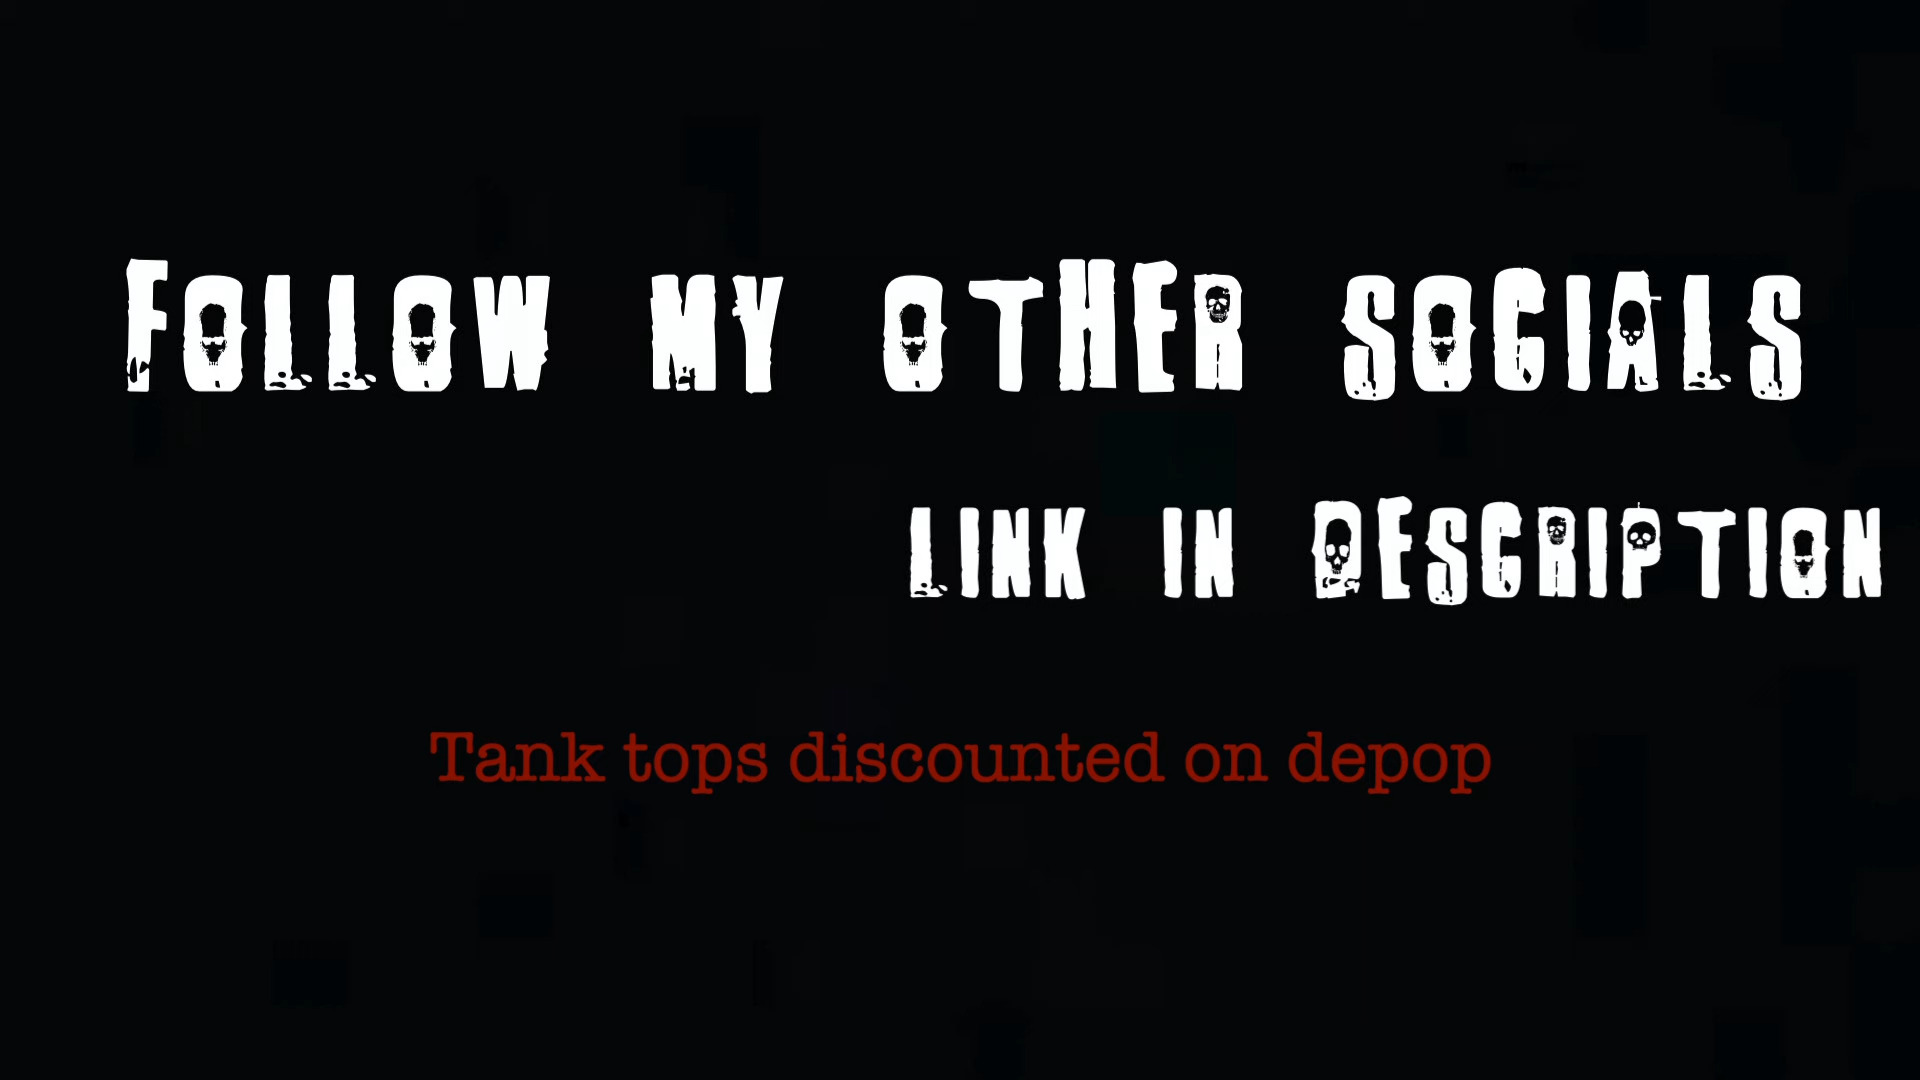 FOLLOW MY OTHER SOCIALS
LINK IN DESCRIPTION
Tank tops discounted on depop